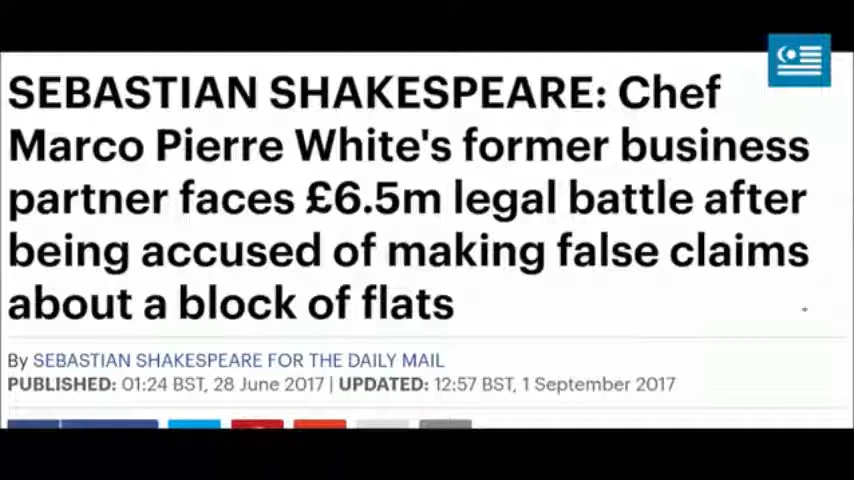 SEBASTIAN SHAKESPEARE: Chef
Marco Pierre White's former business
partner faces £6.5m legal battle after
being accused of making false claims
about a block of flats
By SEBASTIAN SHAKESPEARE FOR THE DAILY MAIL
PUBLISHED: 01:24 BST, 28 June 2017 | UPDATED: 12:57 BST, 1 September 2017